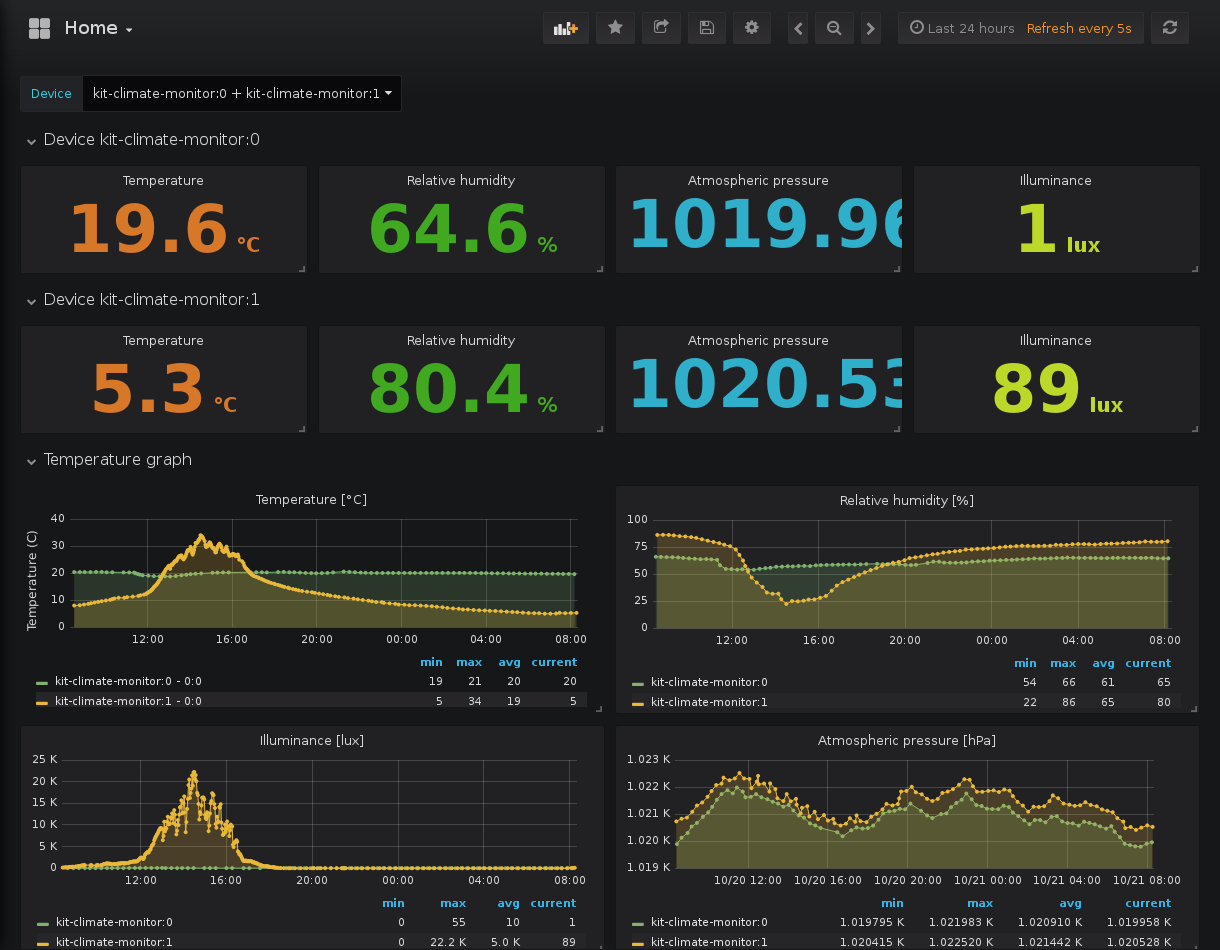 Home
Last 24 hours Refresh every 5s
Device kit-climate-monitor:0 + kit-climate-monitor:1
Device kit-climate-monitor:0
Temperature Relative humidity Atmospheric pressure Illuminance
19.6 °C 64.6 % 1019.96 1 lux
Device kit-climate-monitor:1
Temperature Relative humidity Atmospheric pressure Illuminance
5.3 °C 80.4 % 1020.53 89 lux
Temperature graph
Temperature [°C]
Temperature (C)
40
30
20
10
0
12:00 16:00 20:00 00:00 04:00 08:00
min max avg current
kit-climate-monitor:0 - 0:0 19 21 20 20
kit-climate-monitor:1 - 0:0 5 34 19 5
Relative humidity [%]
100
75
50
25
0
12:00 16:00 20:00 00:00 04:00 08:00
min max avg current
kit-climate-monitor:0 54 66 61 65
kit-climate-monitor:1 22 86 65 80
Illuminance [lux]
25 K
20 K
15 K
10 K
5 K
0
12:00 16:00 20:00 00:00 04:00 08:00
min max avg current
kit-climate-monitor:0 0 55 10 1
kit-climate-monitor:1 0 22.2 K 5.0 K 89
Atmospheric pressure [hPa]
1.023 K
1.022 K
1.021 K
1.020 K
1.019 K
10/20 12:00 10/20 16:00 10/20 20:00 10/21 00:00 10/21 04:00 10/21 08:00
min max avg current
kit-climate-monitor:0 1.019795 K 1.021983 K 1.020910 K 1.019958 K
kit-climate-monitor:1 1.020415 K 1.022520 K 1.021442 K 1.020528 K